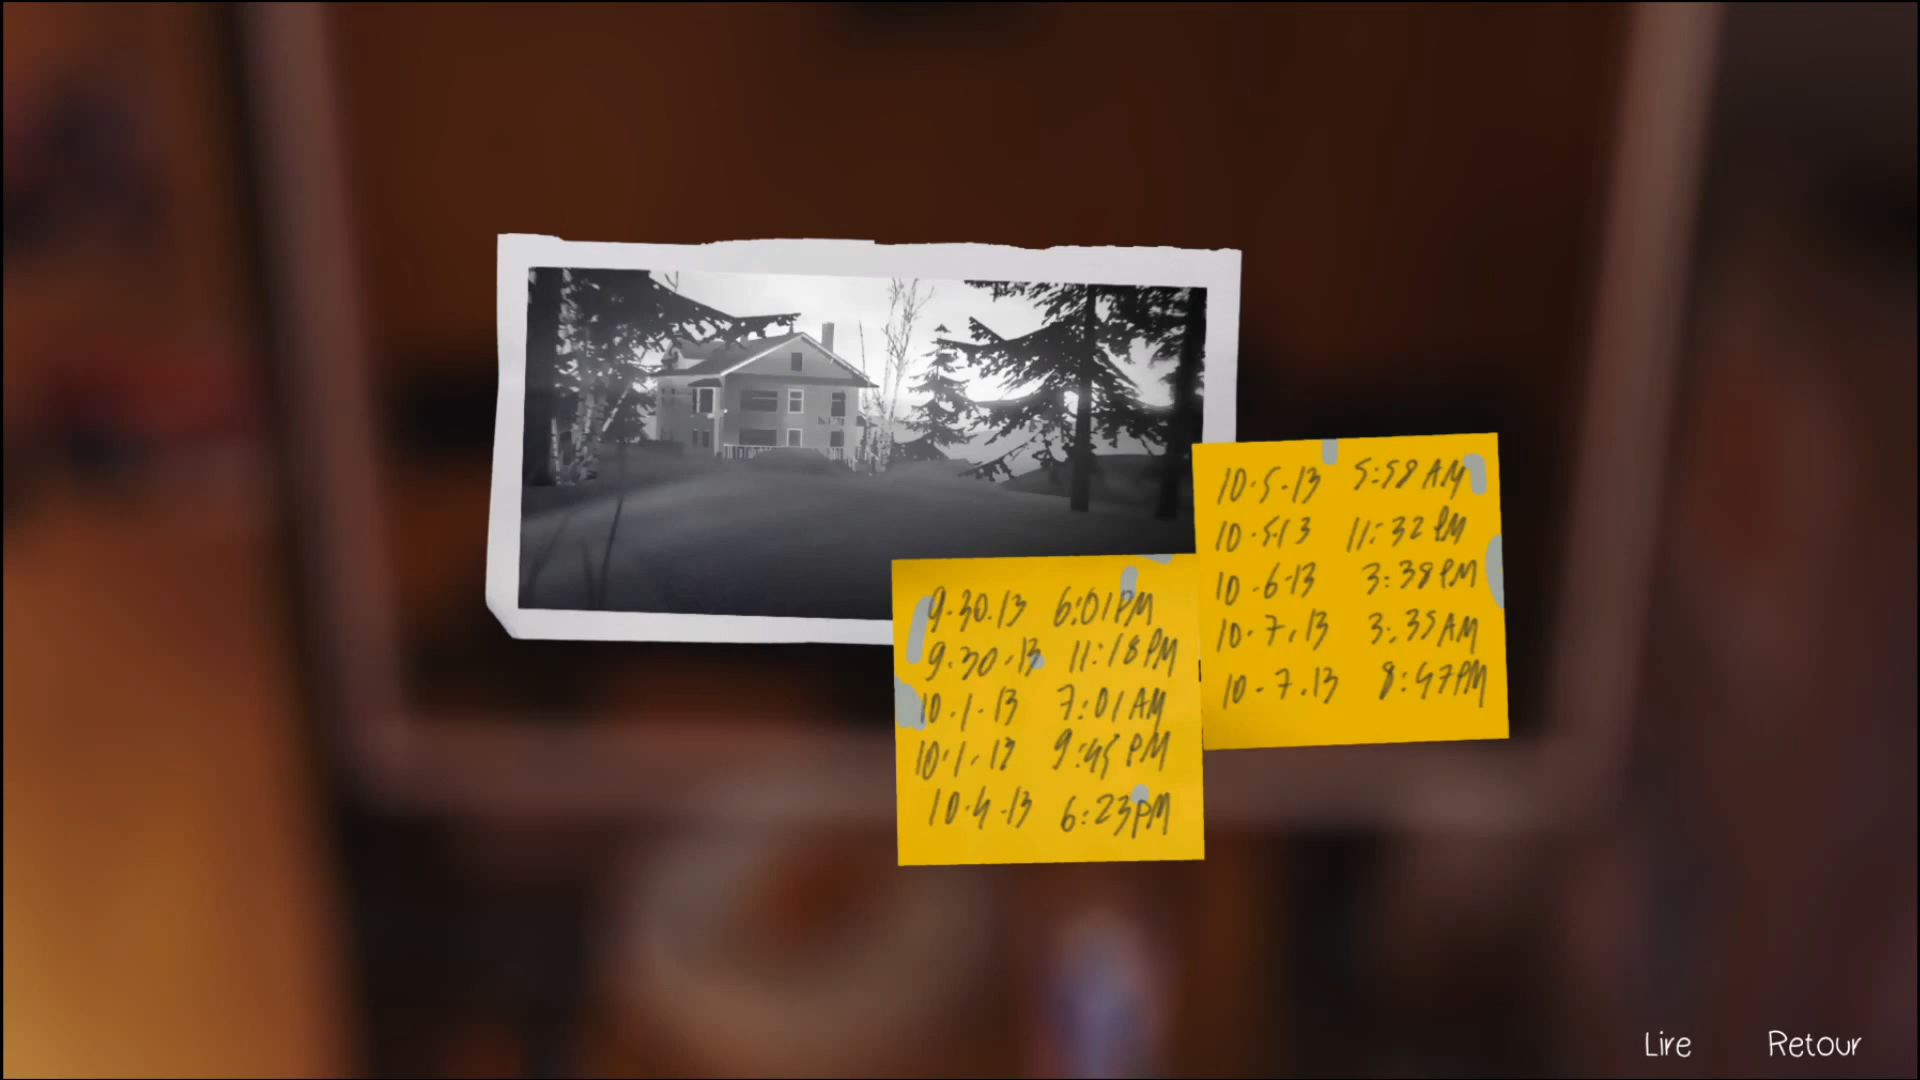 9.30.13 6:01PM
9.30.13 11:18PM
10.1.13 7:01AM
10.1.13 9:45PM
10.4.13 6:23PM
10.5.13 5:58AM
10.5.13 11:32PM
10.6.13 3:38PM
10.7.13 3:35AM
10.7.13 8:47PM
Lire Retour